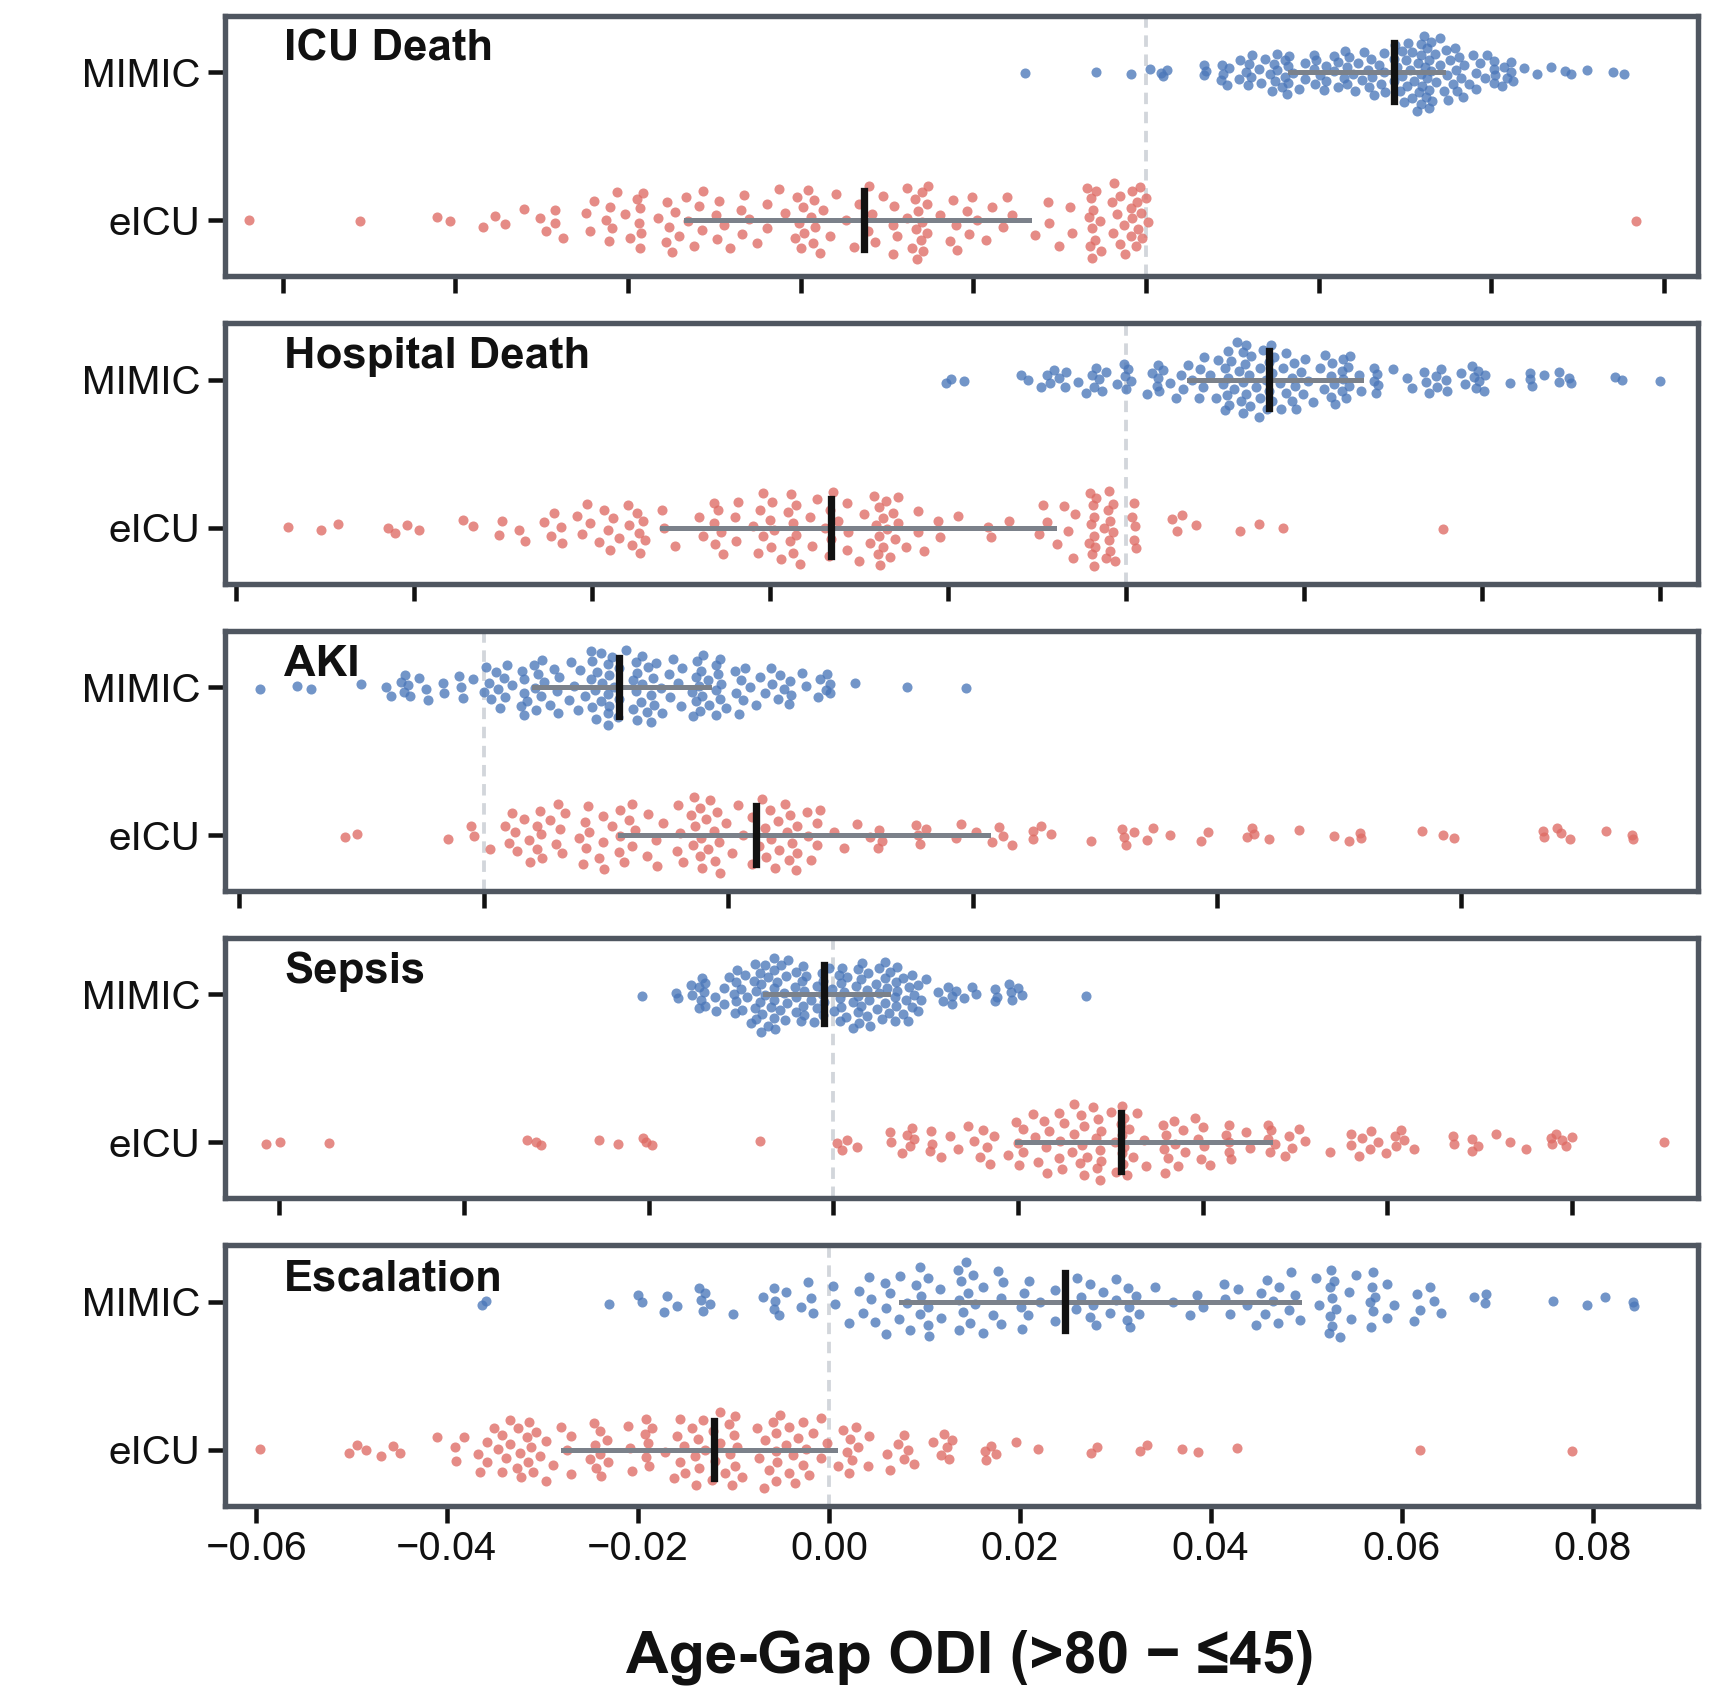 ICU Death
MIMIC
eICU
Hospital Death
MIMIC
eICU
AKI
MIMIC
eICU
Sepsis
MIMIC
eICU
Escalation
MIMIC
eICU
−0.06 −0.04 −0.02 0.00 0.02 0.04 0.06 0.08
Age-Gap ODI (>80 − ≤45)